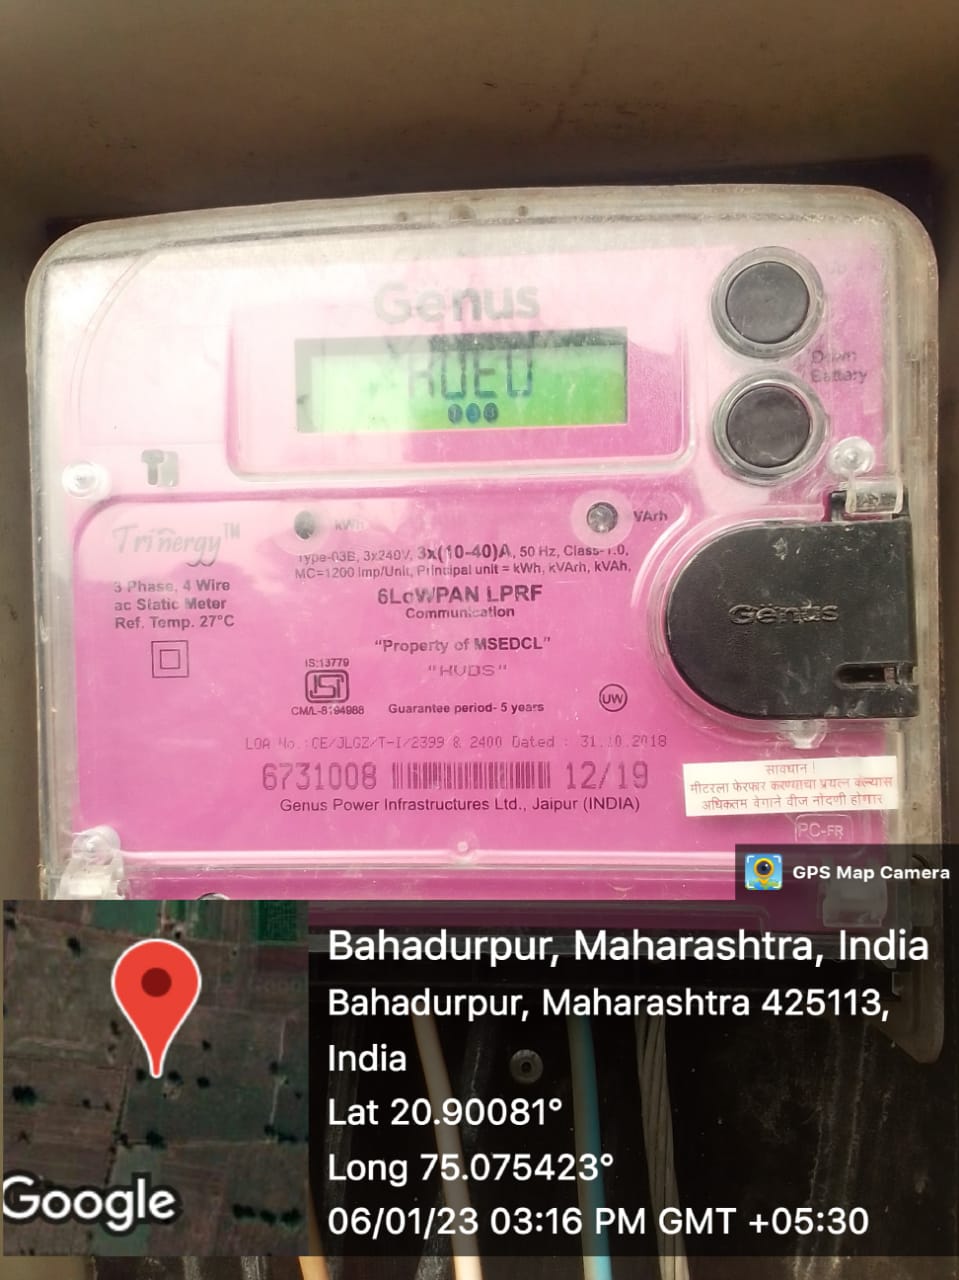 Genus
Down
Battery
Trinergy™
kWh
VArh
3 Phase, 4 Wire
ac Static Meter
Ref. Temp. 27°C
Type-03B, 3x240V, 3x(10-40)A, 50 Hz, Class-1.0,
MC=1200 Imp/Unit, Principal unit = kWh, kVArh, kVAh,
6LoWPAN LPRF
Communication
"Property of MSEDCL"
"HVDS"
IS:13779
ISI
CM/L-8194988
Guarantee period- 5 years
UW
Genus
LOA No.:CE/JLGZ/T-I/2399 & 2400 Dated : 31.10.2018
6731008 12/19
Genus Power Infrastructures Ltd., Jaipur (INDIA)
सावधान !
मीटरला फेरफार करण्याचा प्रयत्न केल्यास
अधिकतम वेगाने वीज नोंदणी होणार
PC-FR
GPS Map Camera
Bahadurpur, Maharashtra, India
Bahadurpur, Maharashtra 425113,
India
Lat 20.90081°
Long 75.075423°
06/01/23 03:16 PM GMT +05:30
Google